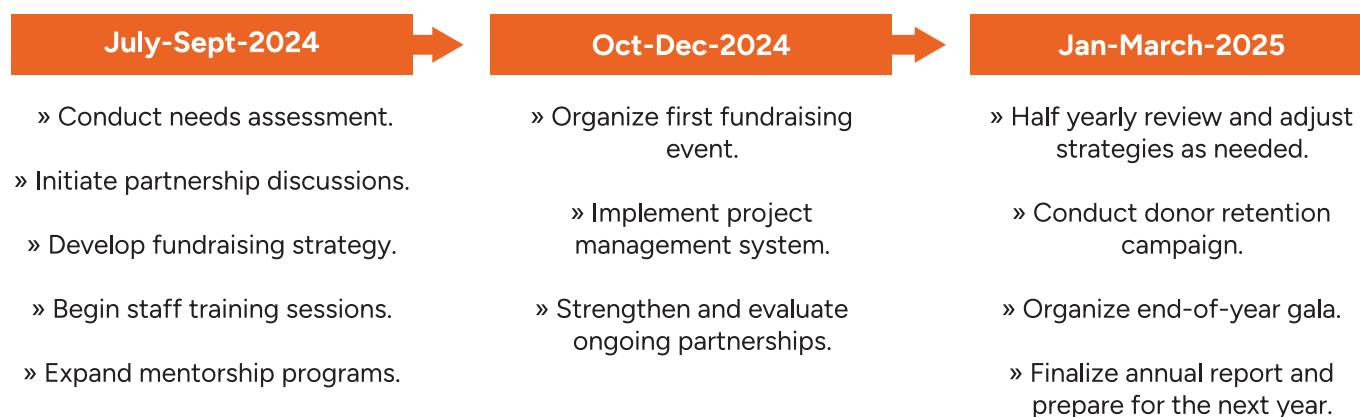 July-Sept-2024
» Conduct needs assessment.
» Initiate partnership discussions.
» Develop fundraising strategy.
» Begin staff training sessions.
» Expand mentorship programs.
Oct-Dec-2024
» Organize first fundraising
event.
» Implement project
management system.
» Strengthen and evaluate
ongoing partnerships.
Jan-March-2025
» Half yearly review and adjust
strategies as needed.
» Conduct donor retention
campaign.
» Organize end-of-year gala.
» Finalize annual report and
prepare for the next year.